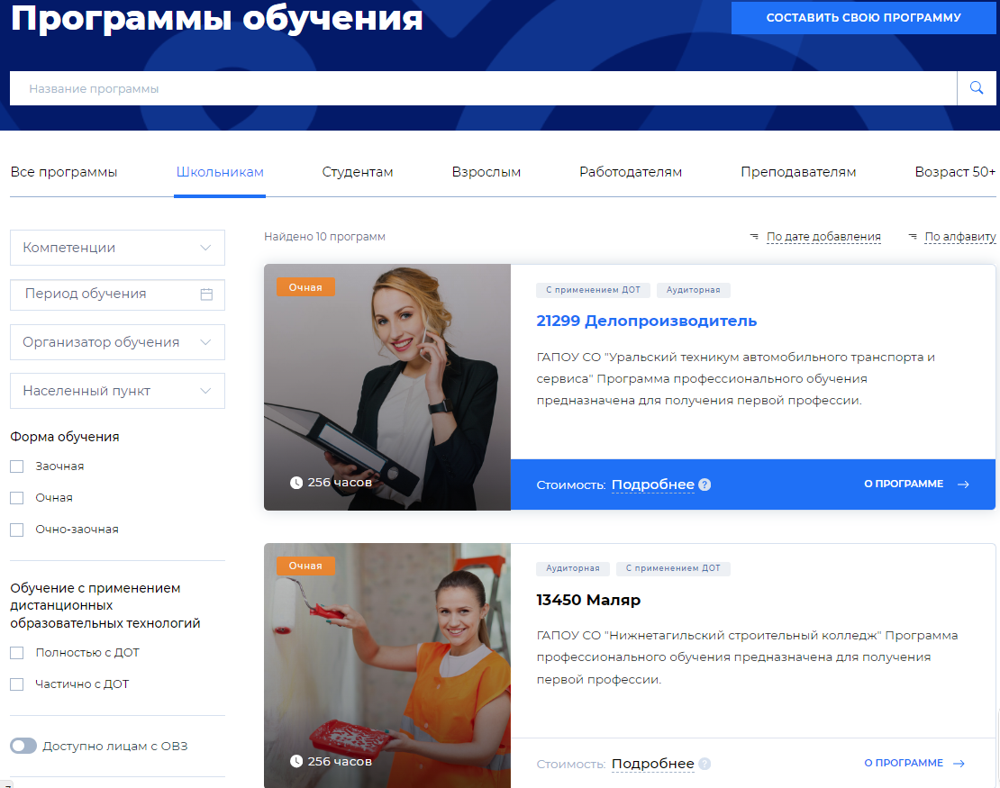 Программы обучения
СОСТАВИТЬ СВОЮ ПРОГРАММУ
Название программы
Все программы
Школьникам
Студентам
Взрослым
Работодателям
Преподавателям
Возраст 50+
Компетенции
Период обучения
Организатор обучения
Населенный пункт
Форма обучения
Заочная
Очная
Очно-заочная
Обучение с применением
дистанционных
образовательных технологий
Полностью с ДОТ
Частично с ДОТ
Доступно лицам с ОВЗ
Найдено 10 программ
По дате добавления
По алфавиту
Очная
256 часов
С применением ДОТ
Аудиторная
21299 Делопроизводитель
ГАПОУ СО "Уральский техникум автомобильного транспорта и
сервиса" Программа профессионального обучения
предназначена для получения первой профессии.
Стоимость: Подробнее ?
О ПРОГРАММЕ
Очная
256 часов
Аудиторная
С применением ДОТ
13450 Маляр
ГАПОУ СО "Нижнетагильский строительный колледж" Программа
профессионального обучения предназначена для получения
первой профессии.
Стоимость: Подробнее ?
О ПРОГРАММЕ